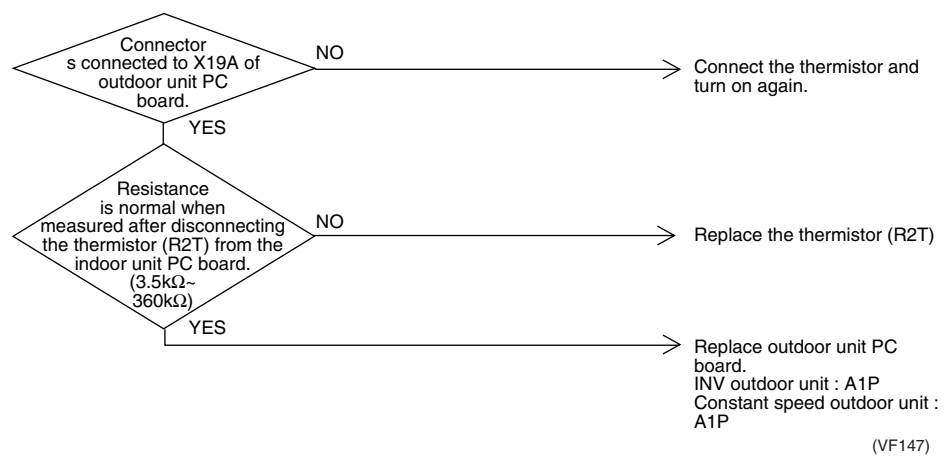 Connector
s connected to X19A of
outdoor unit PC
board.
NO
Connect the thermistor and
turn on again.
YES
Resistance
is normal when
measured after disconnecting
the thermistor (R2T) from the
indoor unit PC board.
(3.5kΩ~
360kΩ)
NO
Replace the thermistor (R2T)
YES
Replace outdoor unit PC
board.
INV outdoor unit : A1P
Constant speed outdoor unit :
A1P
(VF147)